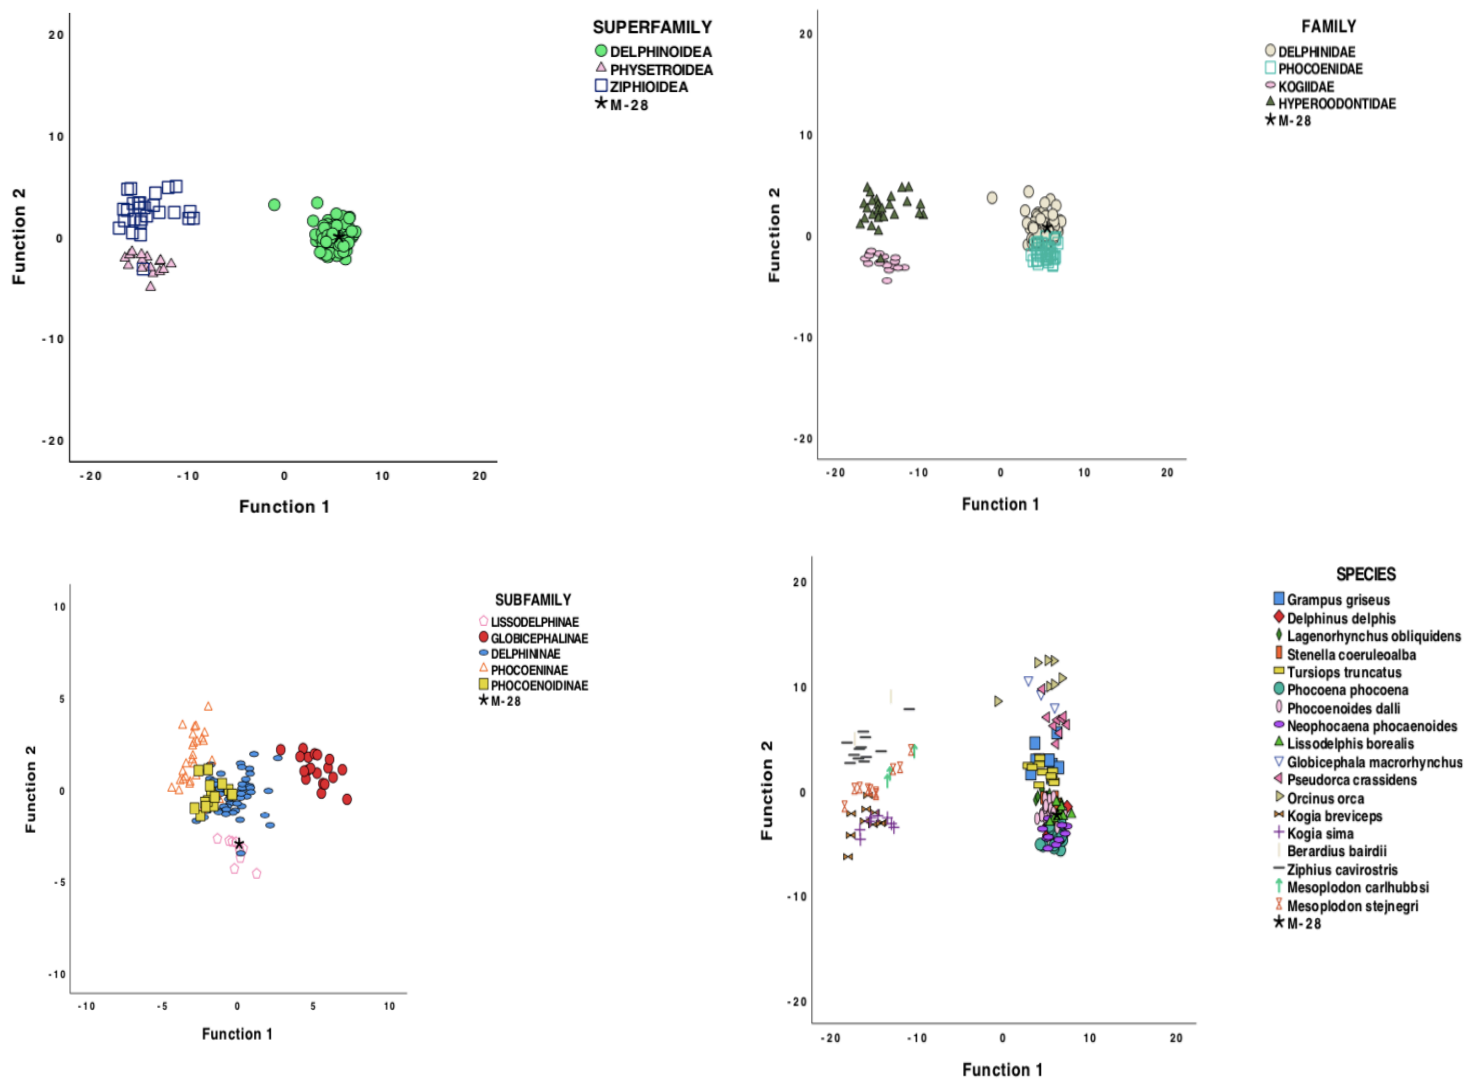 SUPERFAMILY
DELPHINOIDEA
PHYSETROIDEA
ZIPHIOIDEA
M-28
20
10
0
-10
-20
Function 2
-20 -10 0 10 20
Function 1
FAMILY
DELPHINIDAE
PHOCOENIDAE
KOGIIDAE
HYPEROODONTIDAE
M-28
20
10
0
-10
-20
Function 2
-20 -10 0 10 20
Function 1
SUBFAMILY
LISSODELPHINAE
GLOBICEPHALINAE
DELPHININAE
PHOCOENINAE
PHOCOENOIDINAE
M-28
10
5
0
-5
-10
Function 2
-10 -5 0 5 10
Function 1
SPECIES
Grampus griseus
Delphinus delphis
Lagenorhynchus obliquidens
Stenella coeruleoalba
Tursiops truncatus
Phocoena phocoena
Phocoenoides dalli
Neophocaena phocaenoides
Lissodelphis borealis
Globicephala macrorhynchus
Pseudorca crassidens
Orcinus orca
Kogia breviceps
Kogia sima
Berardius bairdii
Ziphius cavirostris
Mesoplodon carlhubbsi
Mesoplodon stejnegri
M-28
20
10
0
-10
-20
Function 2
-20 -10 0 10 20
Function 1